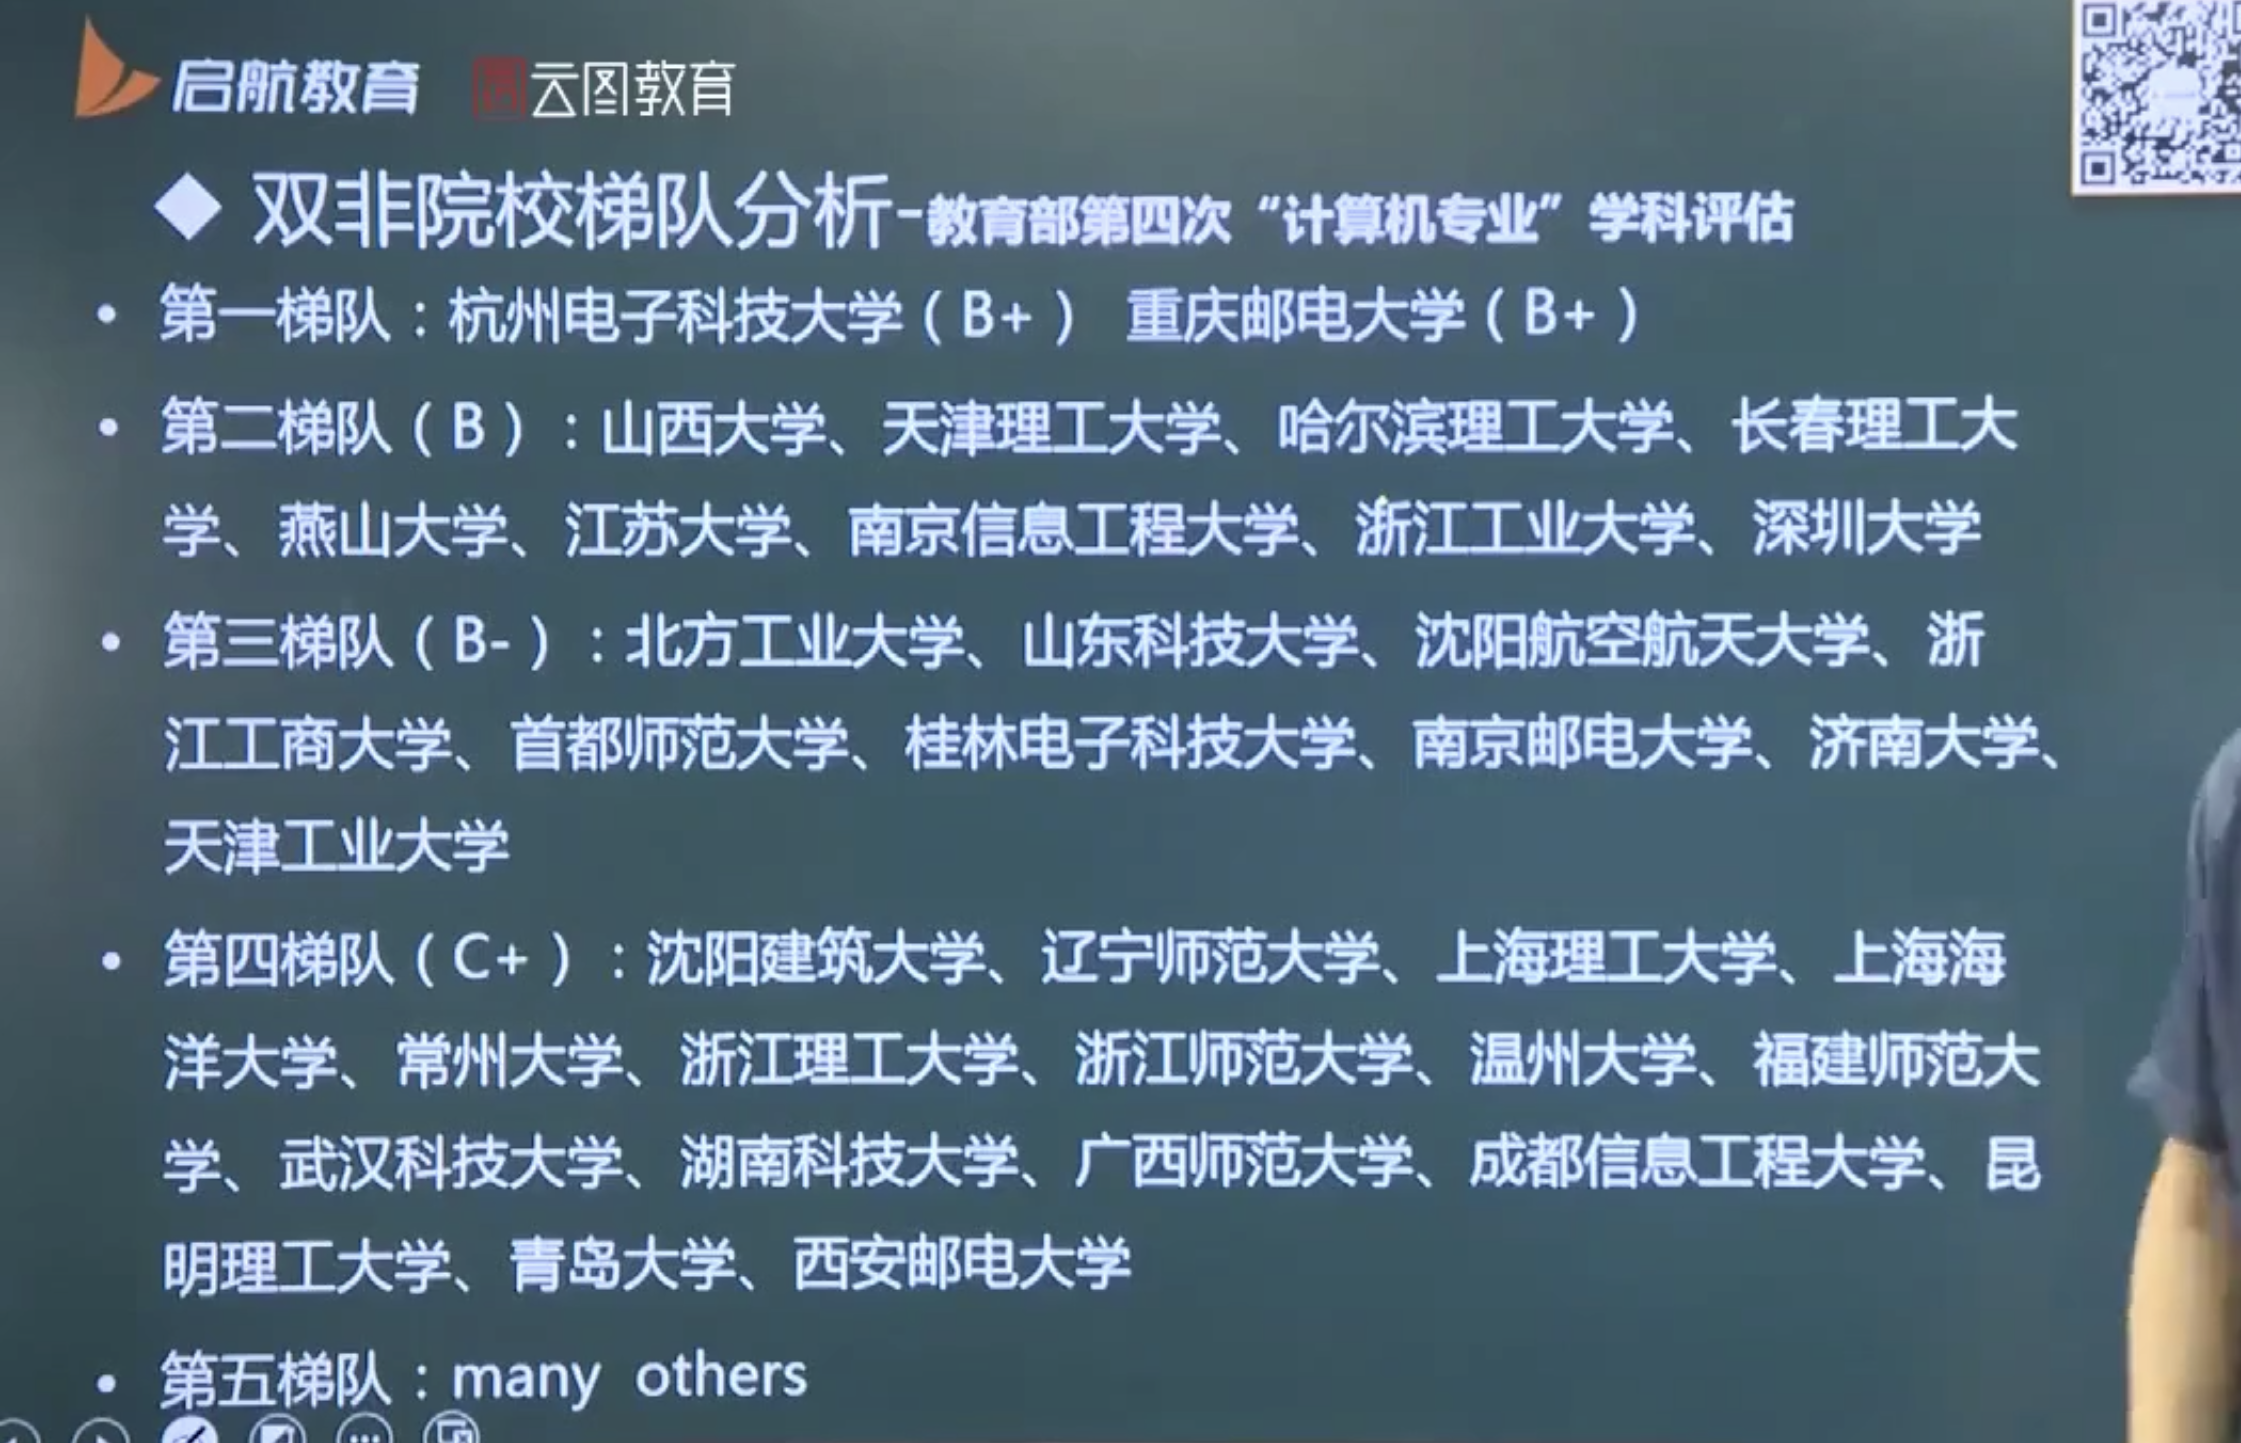 启航教育 云图教育
◆ 双非院校梯队分析-教育部第四次“计算机专业”学科评估
• 第一梯队：杭州电子科技大学（B+） 重庆邮电大学（B+）
• 第二梯队（B）：山西大学、天津理工大学、哈尔滨理工大学、长春理工大
学、燕山大学、江苏大学、南京信息工程大学、浙江工业大学、深圳大学
• 第三梯队（B-）：北方工业大学、山东科技大学、沈阳航空航天大学、浙
江工商大学、首都师范大学、桂林电子科技大学、南京邮电大学、济南大学、
天津工业大学
• 第四梯队（C+）：沈阳建筑大学、辽宁师范大学、上海理工大学、上海海
洋大学、常州大学、浙江理工大学、浙江师范大学、温州大学、福建师范大
学、武汉科技大学、湖南科技大学、广西师范大学、成都信息工程大学、昆
明理工大学、青岛大学、西安邮电大学
• 第五梯队：many others